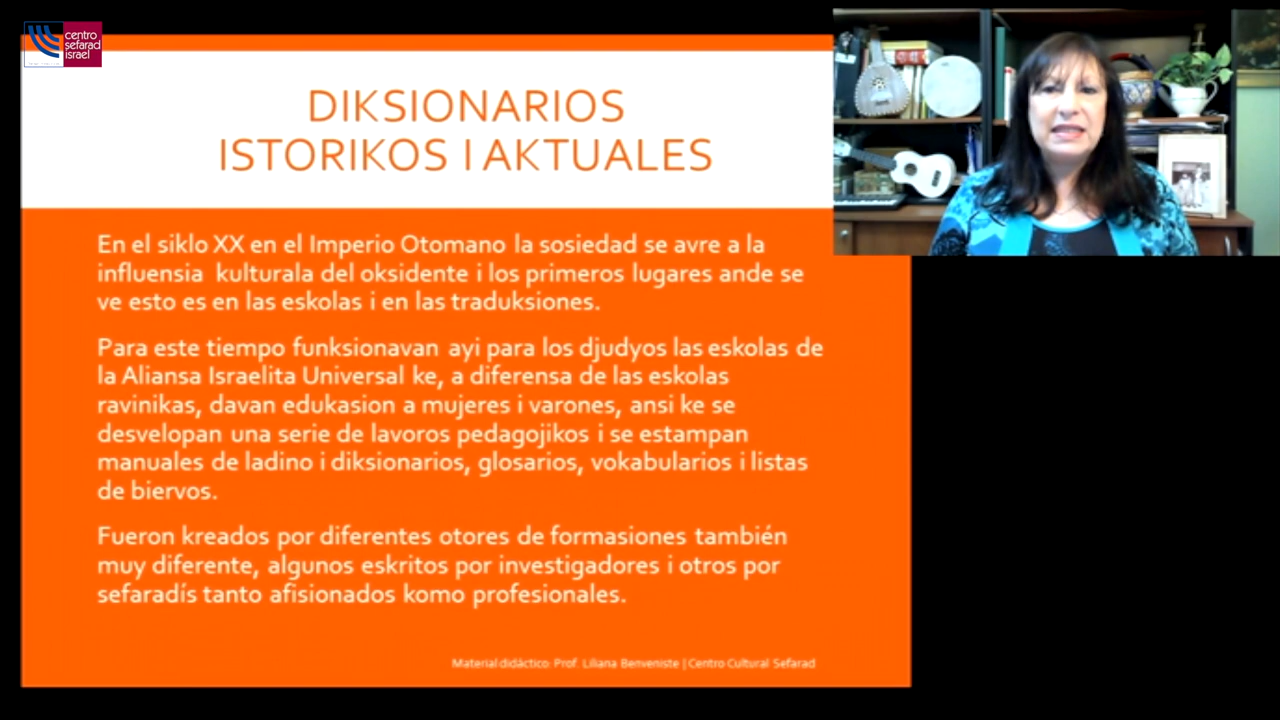 centro
sefarad
israel
DIKSIONARIOS
ISTORIKOS I AKTUALES
En el siklo XX en el Imperio Otomano la sosiedad se avre a la
influensia kulturala del oksidente i los primeros lugares ande se
ve esto es en las eskolas i en las traduksiones.
Para este tiempo funksionavan ayi para los djudyos las eskolas de
la Aliansa Israelita Universal ke, a diferensa de las eskolas
ravinikas, davan edukasion a mujeres i varones, ansi ke se
desvelopan una serie de lavoros pedagojikos i se estampan
manuales de ladino i diksionarios, glosarios, vokabularios i listas
de biervos.
Fueron kreados por diferentes otores de formasiones también
muy diferente, algunos eskritos por investigadores i otros por
sefaradís tanto afisionados komo profesionales.
Material didáctico: Prof. Liliana Benveniste | Centro Cultural Sefarad